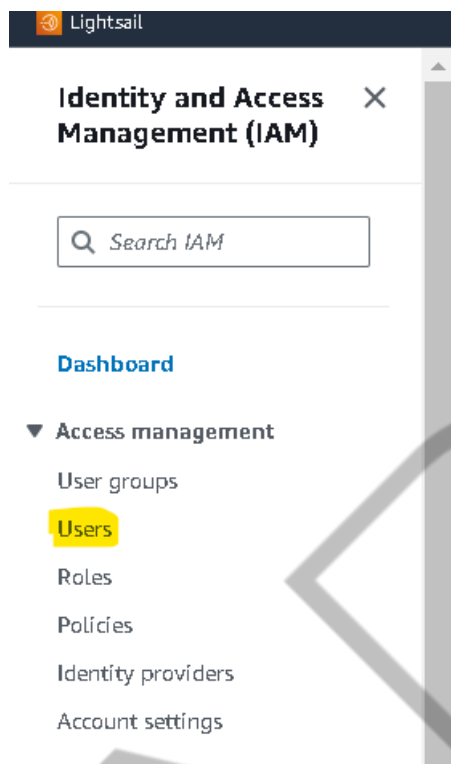 Lightsail
Identity and Access
Management (IAM)
Search IAM
Dashboard
Access management
User groups
Users
Roles
Policies
Identity providers
Account settings